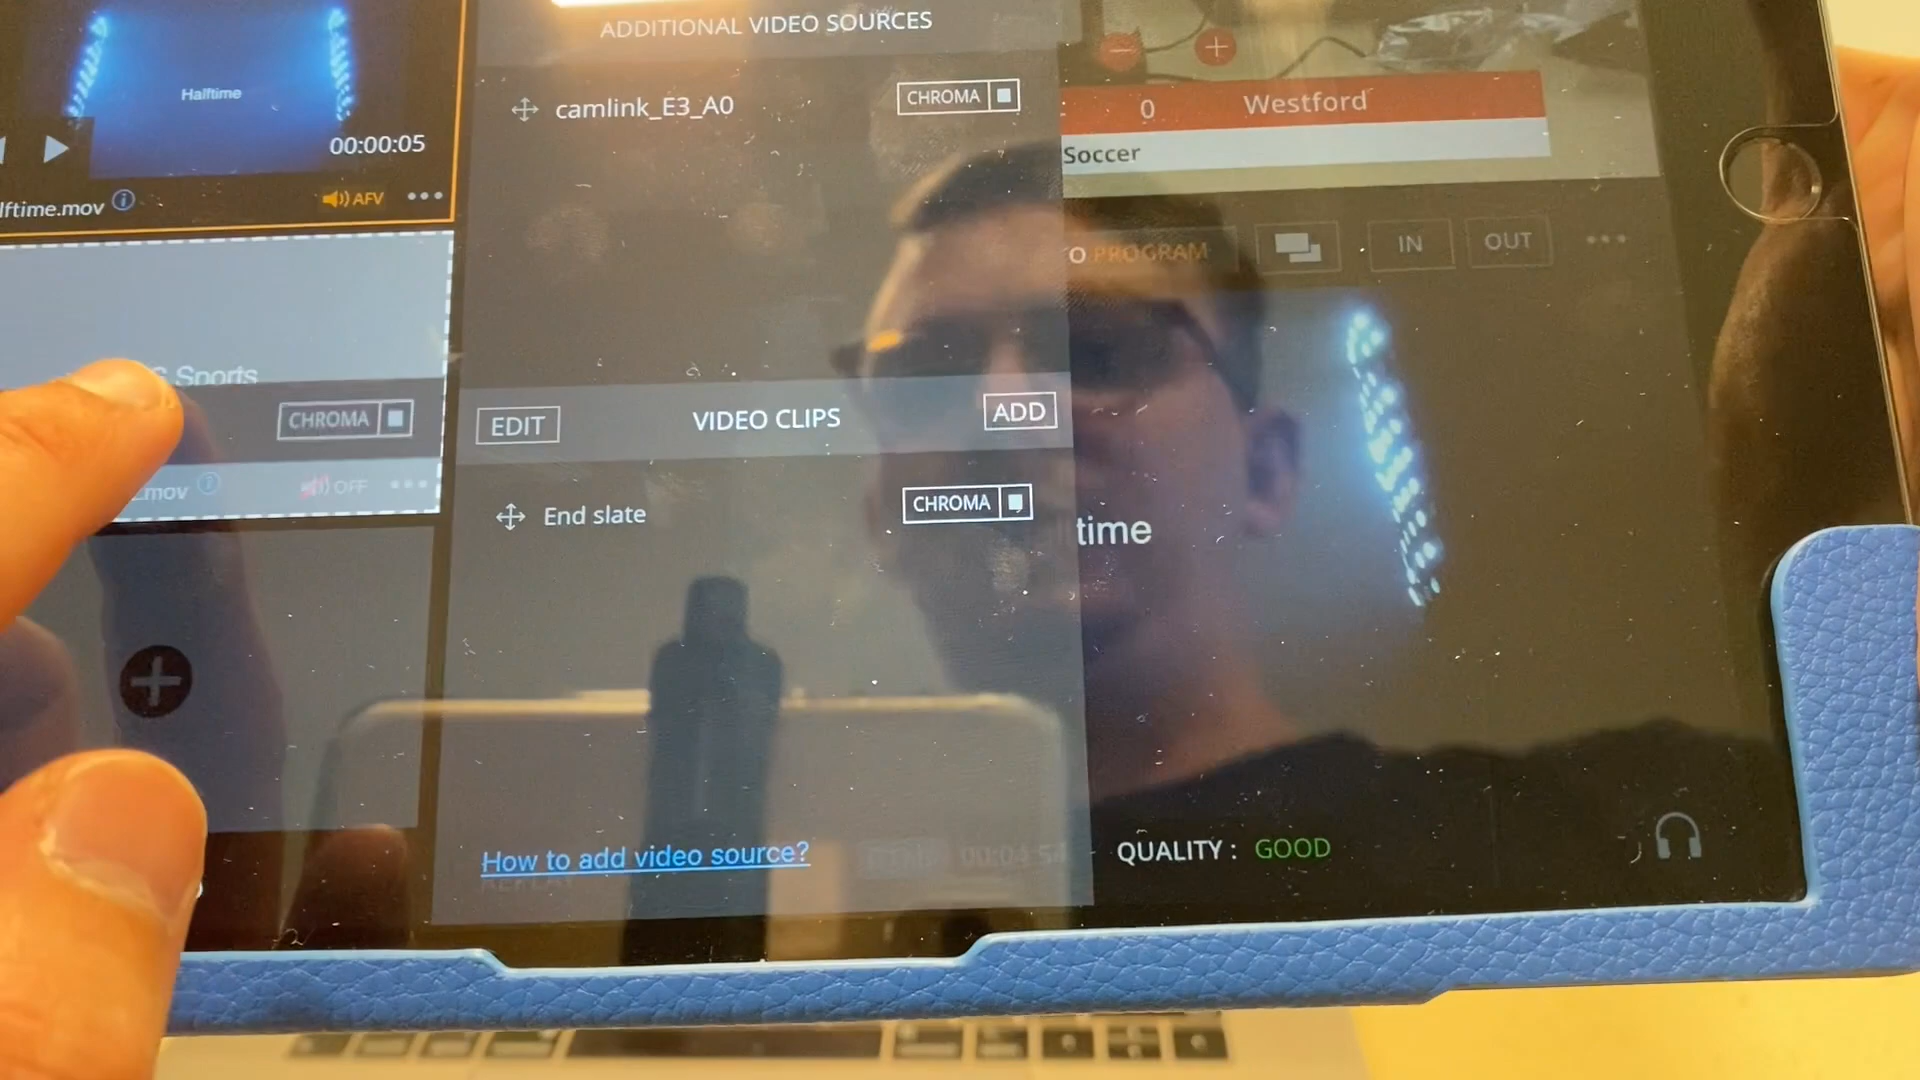 ADDITIONAL VIDEO SOURCES
Halftime
camlink_E3_A0
CHROMA
0 Westford
00:00:05
Soccer
lftime.mov
AFV
PROGRAM
IN
OUT
Sports
CHROMA
EDIT
VIDEO CLIPS
ADD
.mov
OFF
End slate
CHROMA
time
How to add video source?
QUALITY : GOOD